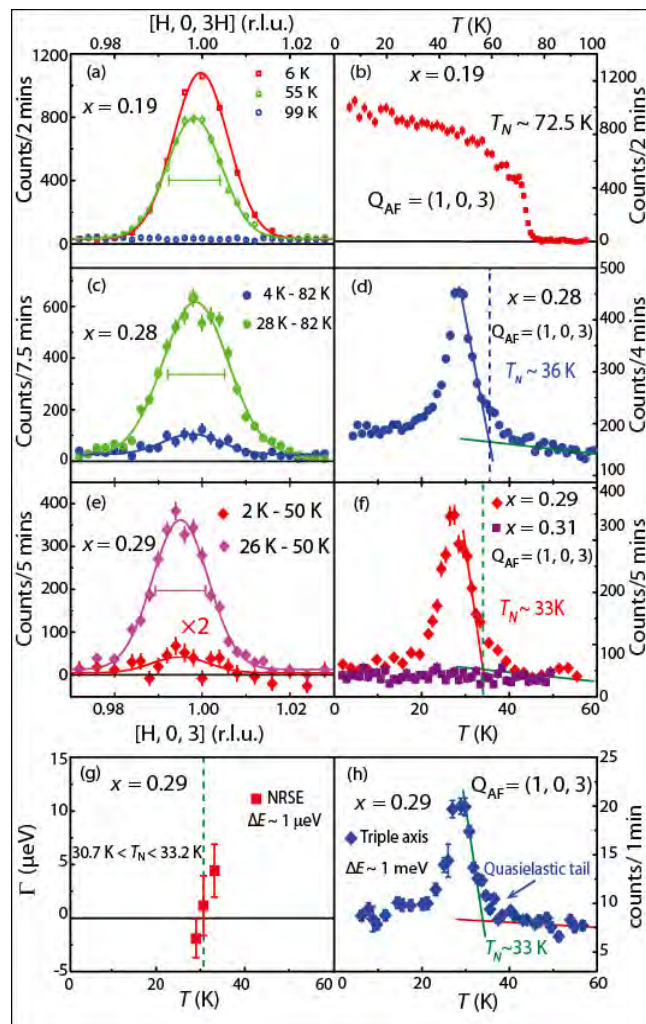 [H, 0, 3H] (r.l.u.)
T (K)
0.98 1.00 1.02
0 20 40 60 80 100
(a)
x = 0.19
6 K
55 K
99 K
Counts/2 mins
1200
800
400
0
(b)
x = 0.19
T_N ~ 72.5 K
Q_AF = (1, 0, 3)
1200
800
400
0
Counts/2 mins
(c)
x = 0.28
4 K - 82 K
28 K - 82 K
Counts/7.5 mins
600
400
200
0
(d)
x = 0.28
Q_AF = (1, 0, 3)
T_N ~ 36 K
500
400
300
200
100
Counts/4 mins
(e)
x = 0.29
2 K - 50 K
26 K - 50 K
×2
Counts/5 mins
400
300
200
100
0
(f)
x = 0.29
x = 0.31
Q_AF = (1, 0, 3)
T_N ~ 33K
400
300
200
100
0
Counts/5 mins
0.98 1.00 1.02
[H, 0, 3] (r.l.u.)
0 20 40 60
T (K)
(g)
x = 0.29
NRSE
ΔE ~ 1 μeV
30.7 K < T_N < 33.2 K
Γ (μeV)
15
10
5
0
-5
0 20 40 60
T (K)
(h)
Q_AF = (1, 0, 3)
x = 0.29
Triple axis
ΔE ~ 1 meV
Quasielastic tail
T_N ~33 K
25
20
15
10
5
counts/ 1min
0 20 40 60
T (K)